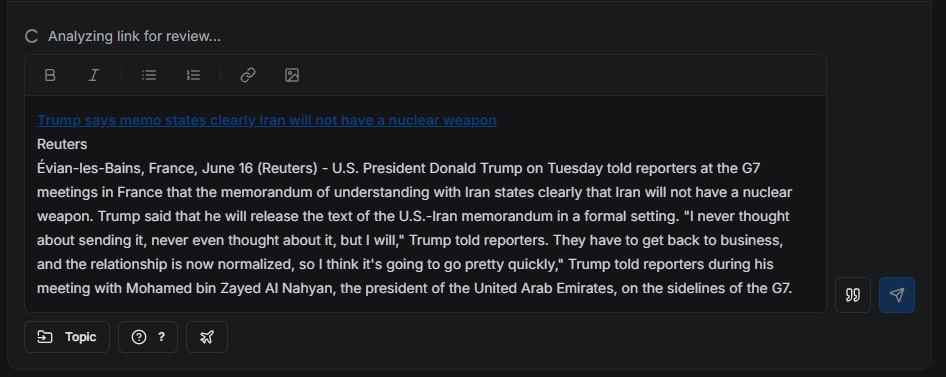 Analyzing link for review...
Trump says memo states clearly Iran will not have a nuclear weapon
Reuters
Évian-les-Bains, France, June 16 (Reuters) - U.S. President Donald Trump on Tuesday told reporters at the G7
meetings in France that the memorandum of understanding with Iran states clearly that Iran will not have a nuclear
weapon. Trump said that he will release the text of the U.S.-Iran memorandum in a formal setting. "I never thought
about sending it, never even thought about it, but I will," Trump told reporters. They have to get back to business,
and the relationship is now normalized, so I think it's going to go pretty quickly," Trump told reporters during his
meeting with Mohamed bin Zayed Al Nahyan, the president of the United Arab Emirates, on the sidelines of the G7.
Topic
?